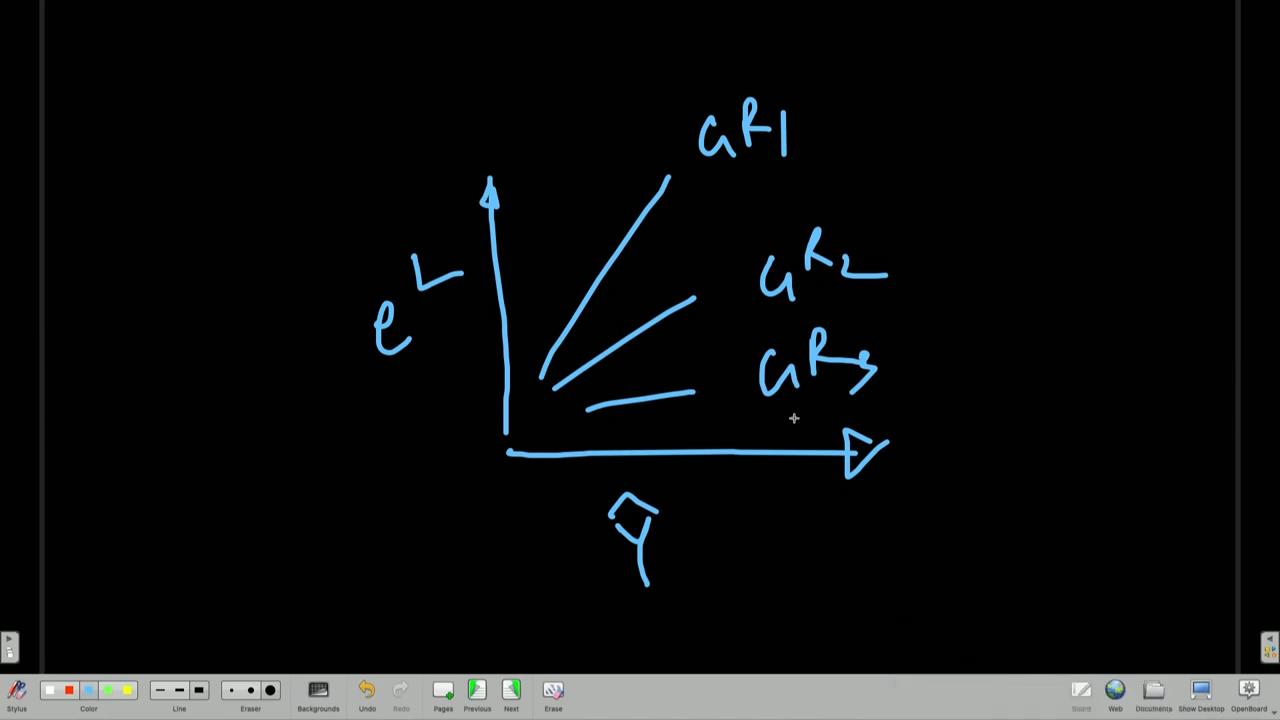 GR1
GR2
e^2
GR3
ŷ
Stylus
Color
Line
Eraser
Backgrounds
Undo
Redo
Pages
Previous
Next
Erase
Board
Web
Documents
Show Desktop
OpenBoard